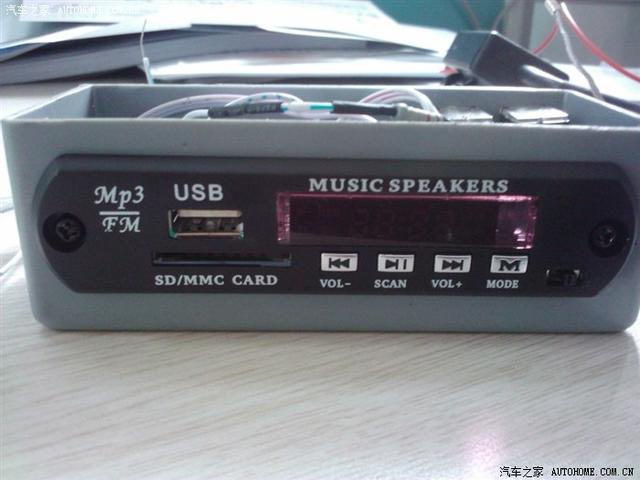 汽车之家 AUTOHOME.COM.CN
Mp3
FM
USB
MUSIC SPEAKERS
SD/MMC CARD
VOL-
SCAN
VOL+
M
MODE
汽车之家 AUTOHOME.COM.CN